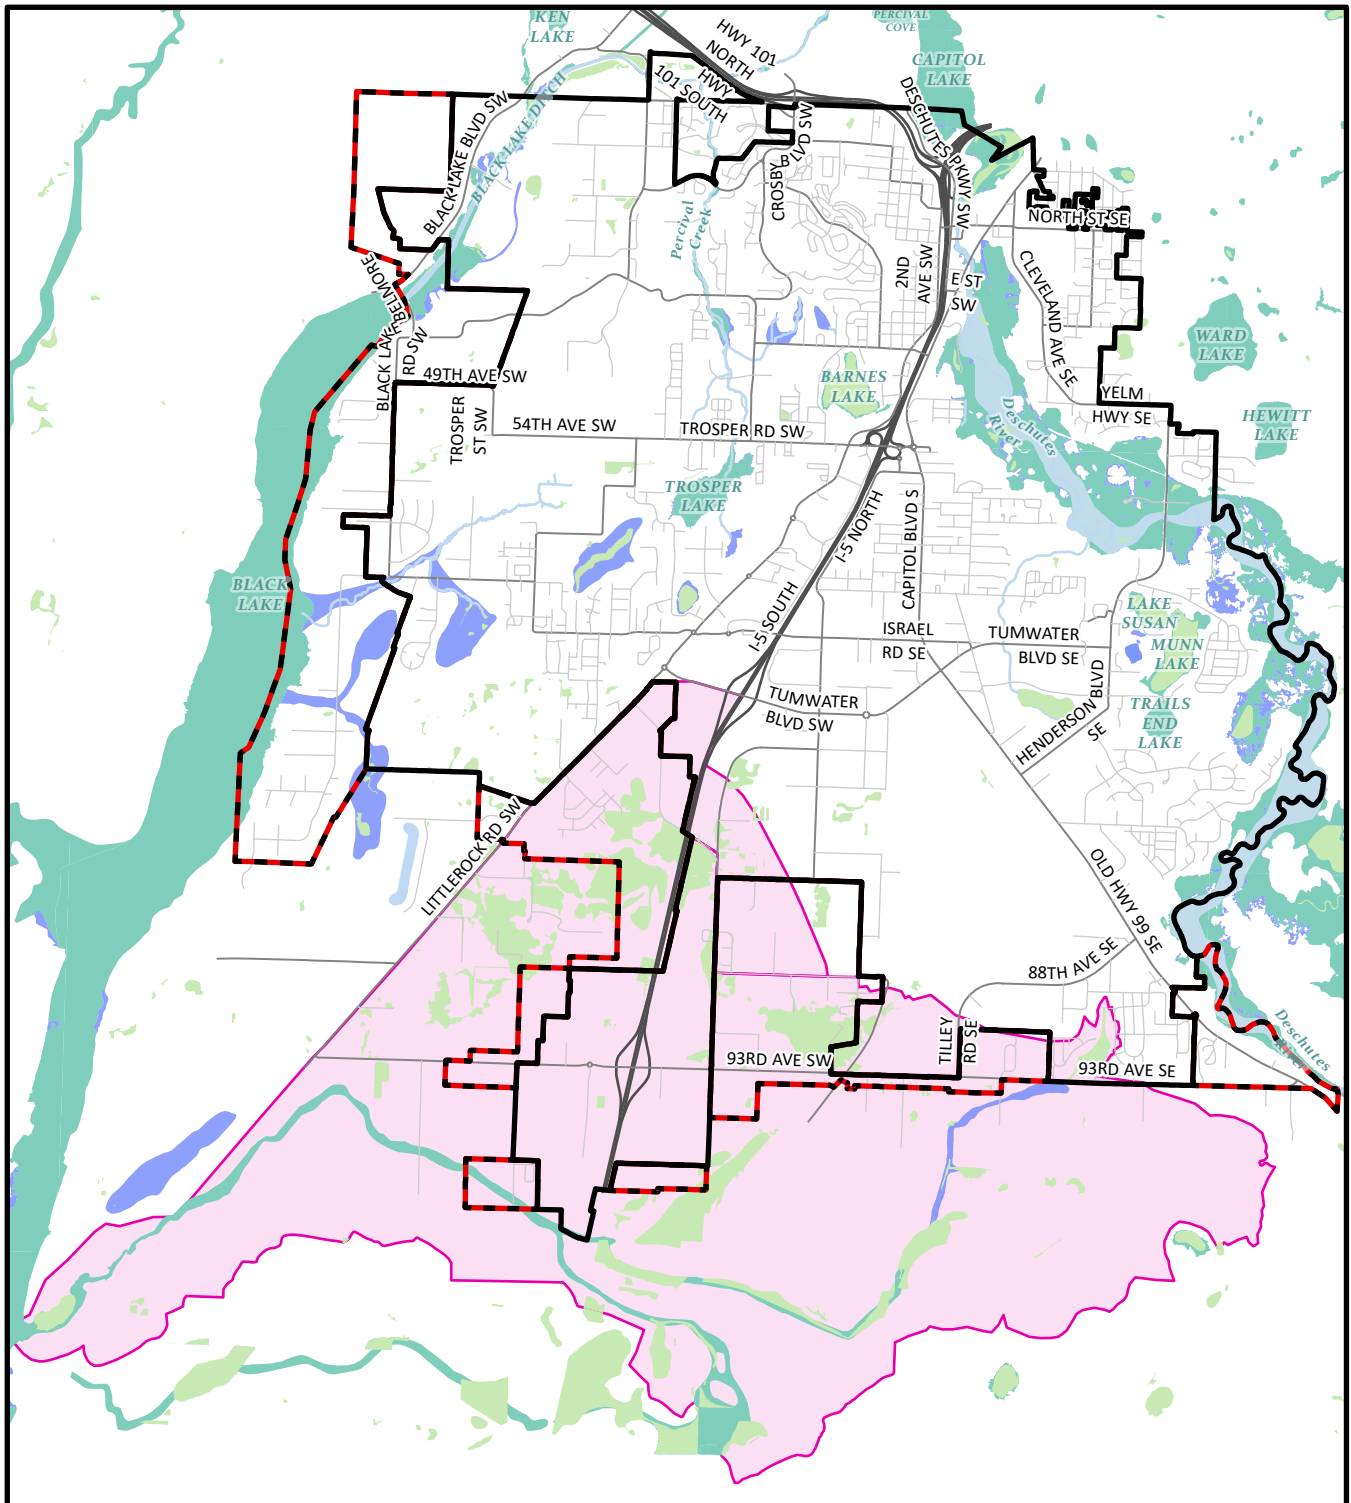 KEN
LAKE
PERCIVAL
COVE
HWY 101
NORTH
CAPITOL
LAKE
HWY
101 SOUTH
BLACK LAKE BLVD SW
BLACK LAKE DITCH
DESCHUTES PKWY SW
CROSBY
BLVD SW
NORTH ST SE
Percival
Creek
2ND
AVE SW
E ST
SW
CLEVELAND AVE SE
BLACK LAKE-BELMORE
RD SW
WARD
LAKE
49TH AVE SW
BARNES
LAKE
YELM
HWY SE
HEWITT
LAKE
TROSPER
ST SW
54TH AVE SW
TROSPER RD SW
Deschutes
River
TROSPER
LAKE
I-5 NORTH
CAPITOL BLVD S
BLACK
LAKE
I-5 SOUTH
ISRAEL
RD SE
TUMWATER
BLVD SE
LAKE
SUSAN
MUNN
LAKE
TRAILS
END
LAKE
HENDERSON BLVD
SE
TUMWATER
BLVD SW
LITTLEROCK RD SW
OLD HWY 99 SE
88TH AVE SE
TILLEY
RD SE
93RD AVE SW
93RD AVE SE
Deschutes
River